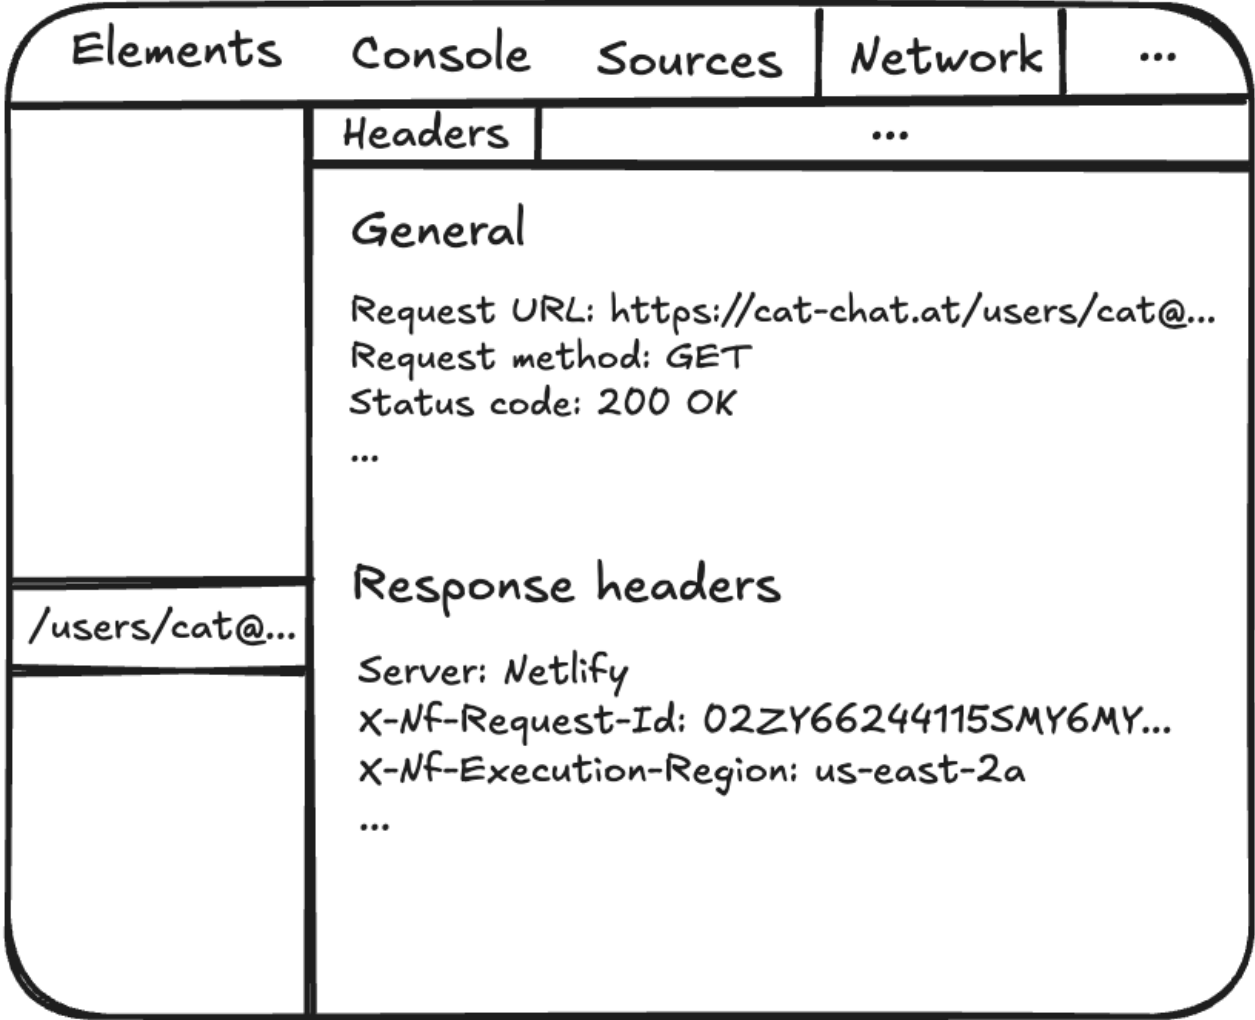 Elements Console Sources Network ...
Headers ...
General
Request URL: https://cat-chat.at/users/cat@...
Request method: GET
Status code: 200 OK
...
Response headers
/users/cat@...
Server: Netlify
X-Nf-Request-Id: 02ZY66244115SMY6MY...
X-Nf-Execution-Region: us-east-2a
...